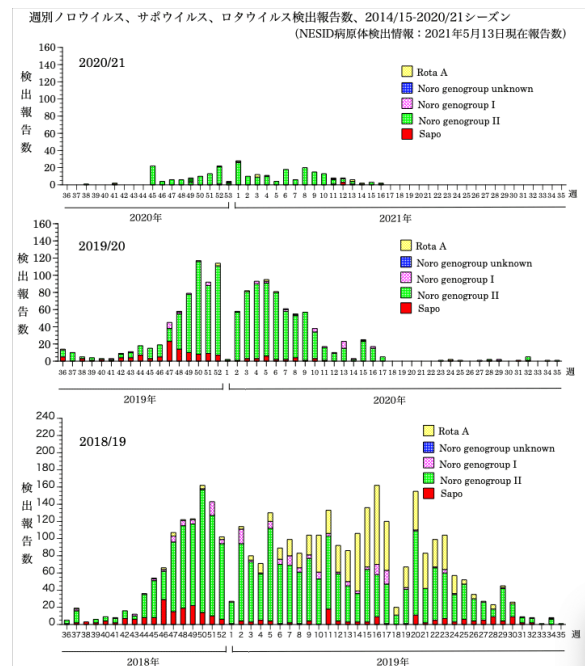 週別ノロウイルス、サポウイルス、ロタウイルス検出報告数、2014/15-2020/21シーズン
(NESID病原体検出情報：2021年5月13日現在報告数)
2020/21
検出報告数
160
140
120
100
80
60
40
20
0
Rota A
Noro genogroup unknown
Noro genogroup I
Noro genogroup II
Sapo
36 37 38 39 40 41 42 43 44 45 46 47 48 49 50 51 52 53 1 2 3 4 5 6 7 8 9 10 11 12 13 14 15 16 17 18 19 20 21 22 23 24 25 26 27 28 29 30 31 32 33 34 35 週
2020年 2021年
2019/20
検出報告数
160
140
120
100
80
60
40
20
0
Rota A
Noro genogroup unknown
Noro genogroup I
Noro genogroup II
Sapo
36 37 38 39 40 41 42 43 44 45 46 47 48 49 50 51 52 1 2 3 4 5 6 7 8 9 10 11 12 13 14 15 16 17 18 19 20 21 22 23 24 25 26 27 28 29 30 31 32 33 34 35 週
2019年 2020年
2018/19
検出報告数
240
220
200
180
160
140
120
100
80
60
40
20
0
Rota A
Noro genogroup unknown
Noro genogroup I
Noro genogroup II
Sapo
36 37 38 39 40 41 42 43 44 45 46 47 48 49 50 51 52 1 2 3 4 5 6 7 8 9 10 11 12 13 14 15 16 17 18 19 20 21 22 23 24 25 26 27 28 29 30 31 32 33 34 35 週
2018年 2019年